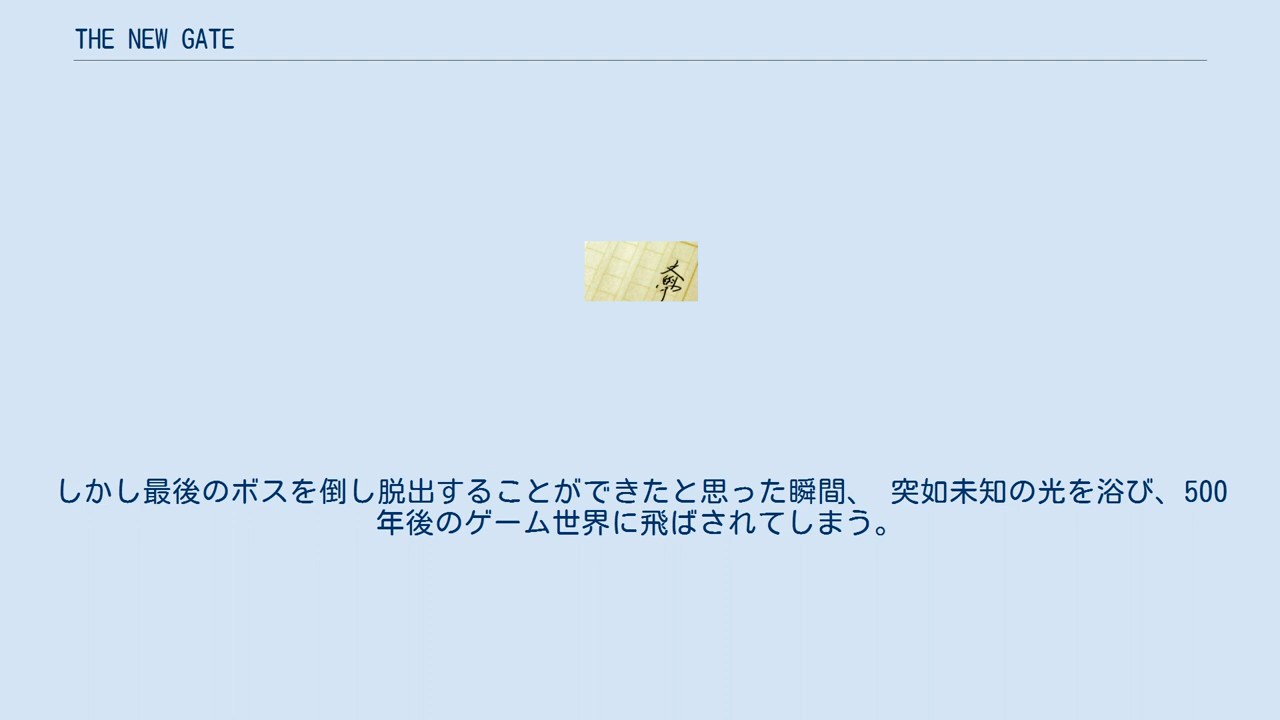 THE NEW GATE
しかし最後のボスを倒し脱出することができたと思った瞬間、 突如未知の光を浴び、500
年後のゲーム世界に飛ばされてしまう。